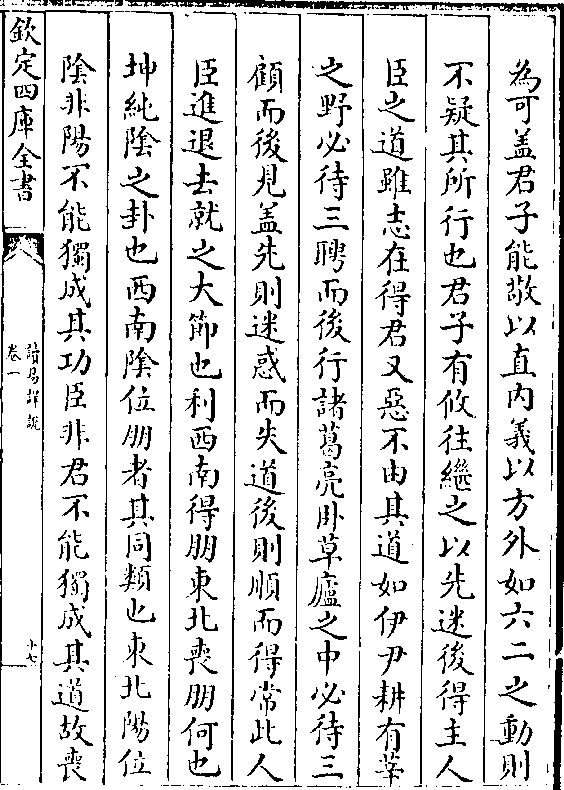 為可盖君子能敬以直内義以方外如六二之動則
不疑其所行也君子有攸往繼之以先迷後得主人
臣之道雖志在得君又惡不由其道如伊尹耕有莘
之野必待三聘而後行諸葛亮卧草廬之中必待三
顧而後見盖先則迷惑而失道後則順而得常此人
臣進退去就之大節也利西南得朋東北喪朋何也
坤純陰之卦也西南陰位朋者其同類也東北陽位
陰非陽不能獨成其功臣非君不能獨成其道故喪
欽定四庫全書
讀易詳説
卷一
十七